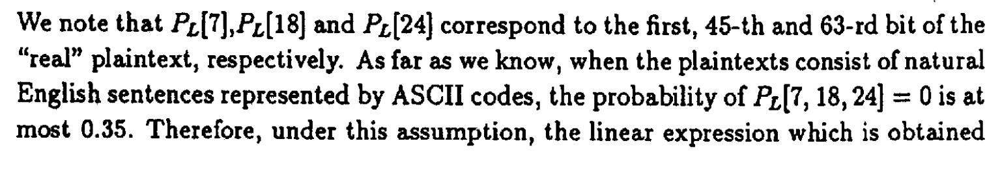 We note that P_L[7],P_L[18] and P_L[24] correspond to the first, 45-th and 63-rd bit of the
“real” plaintext, respectively. As far as we know, when the plaintexts consist of natural
English sentences represented by ASCII codes, the probability of P_L[7, 18, 24] = 0 is at
most 0.35. Therefore, under this assumption, the linear expression which is obtained